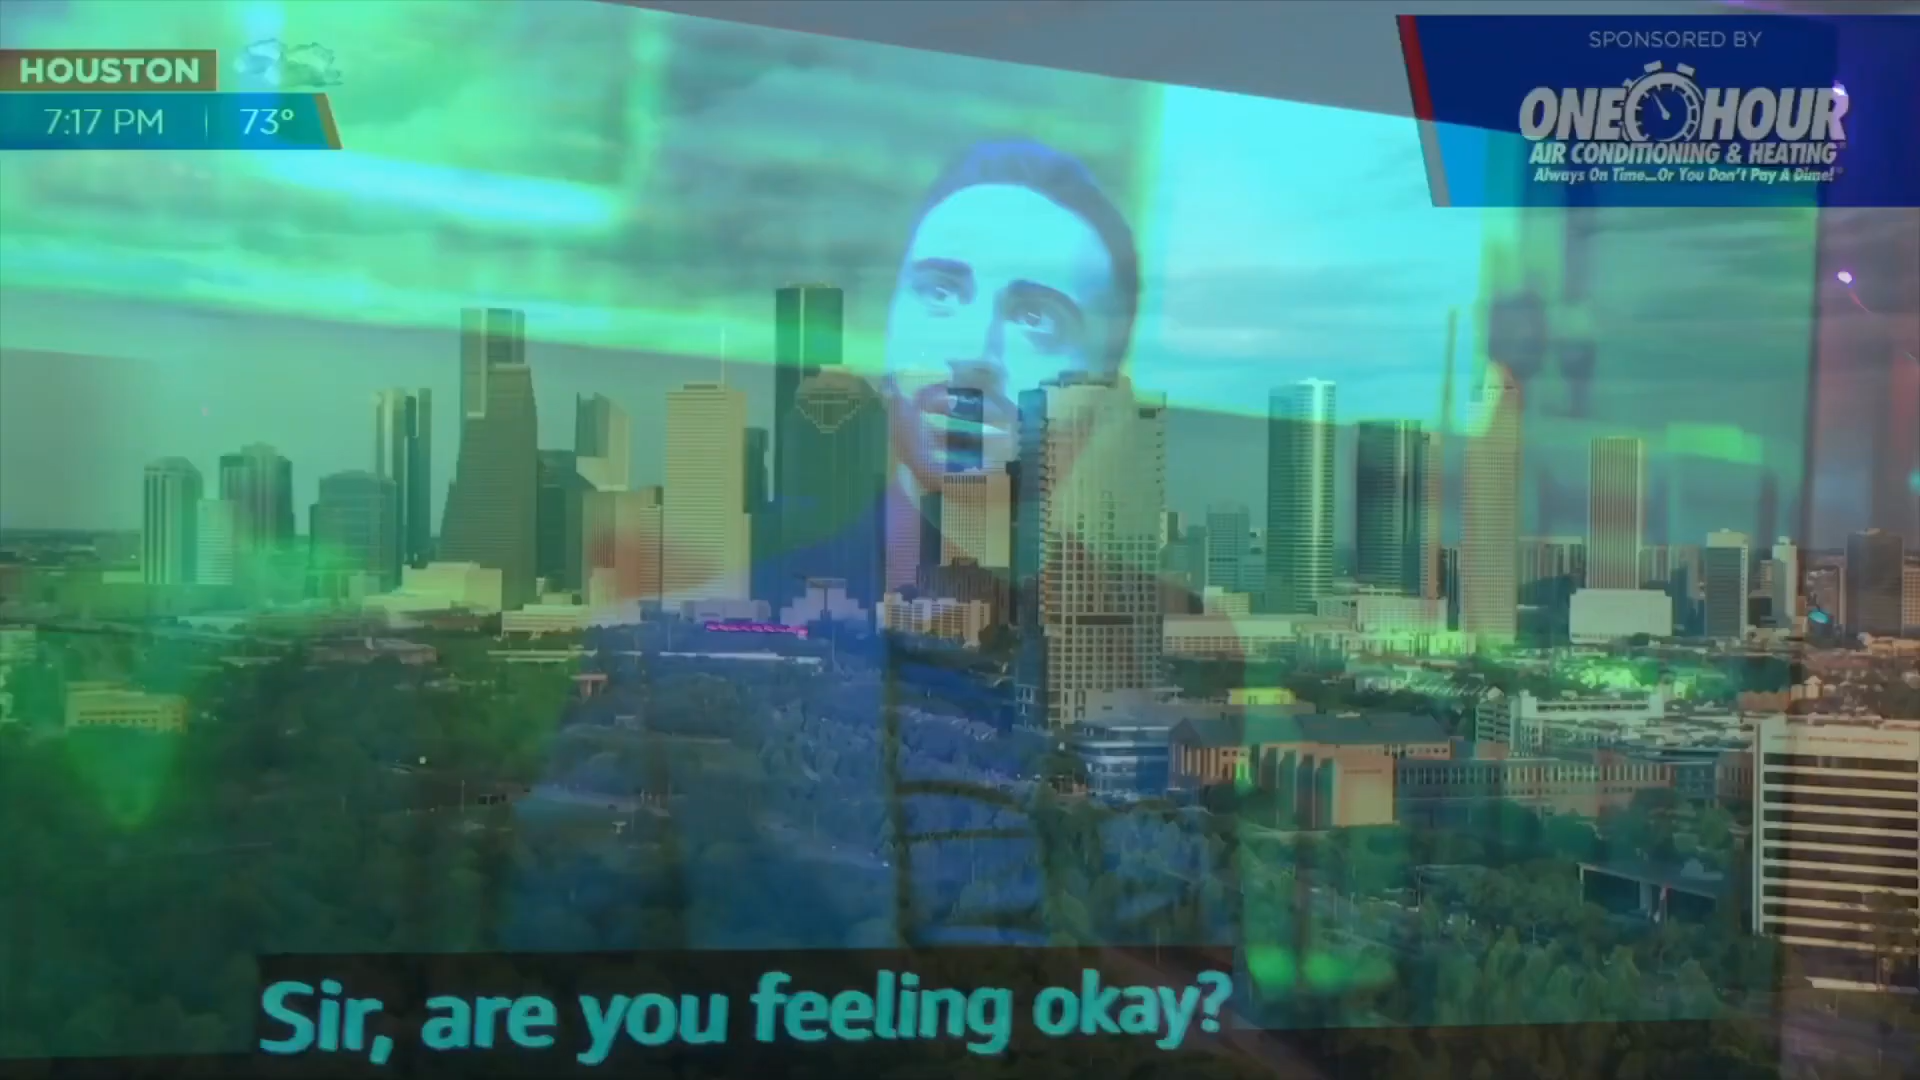 HOUSTON
7:17 PM
73°
SPONSORED BY
ONE HOUR
AIR CONDITIONING & HEATING
Always On Time...Or You Don't Pay A Dime!
Sir, are you feeling okay?